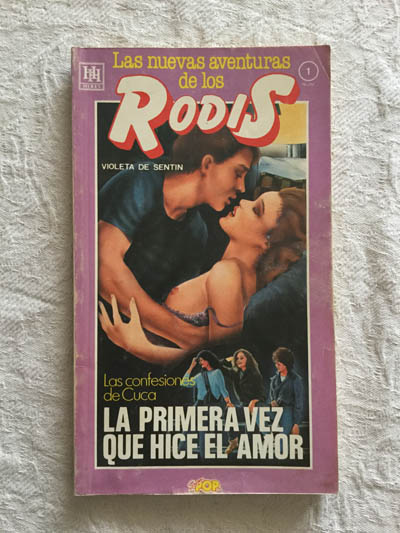 Las nuevas aventuras
de los
RODIS
HH
1
VIOLETA DE SENTIN
Las confesiones
de Cuca
LA PRIMERA VEZ
QUE HICE EL AMOR
POP